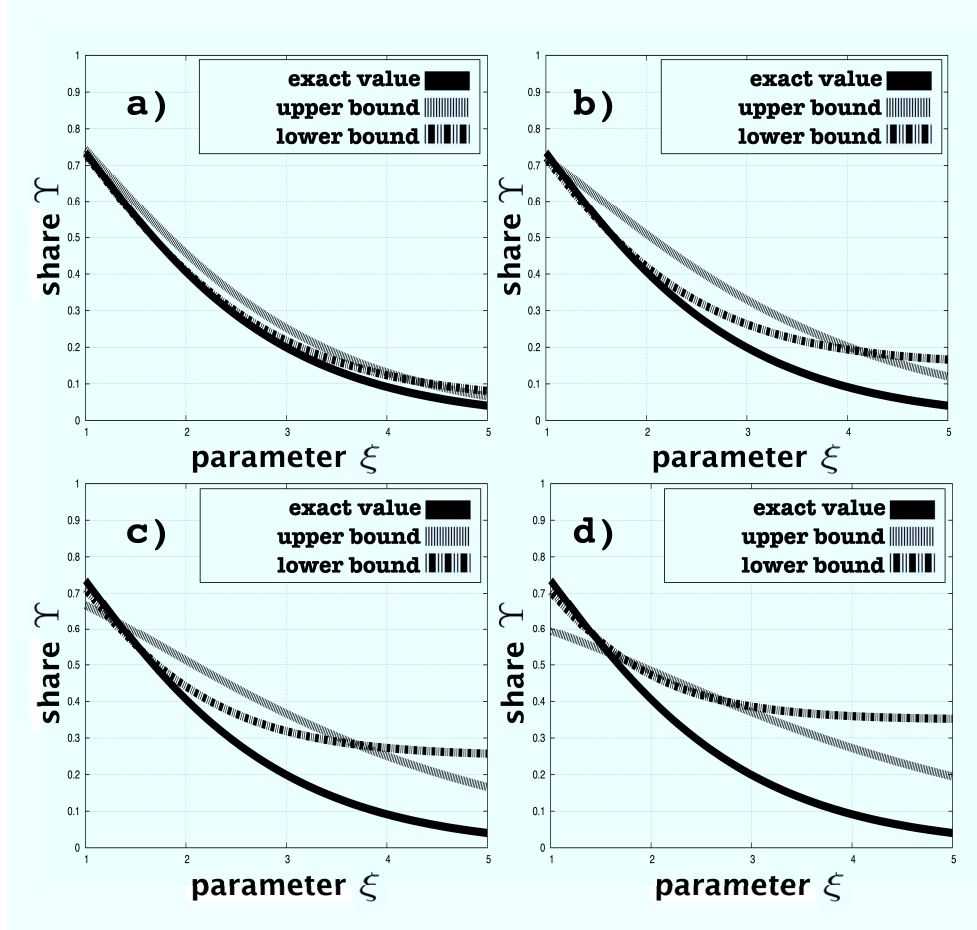 a)
exact value
upper bound
lower bound
1
0.9
0.8
0.7
0.6
0.5
0.4
0.3
0.2
0.1
0
share ϒ
1 2 3 4 5
parameter ξ
b)
exact value
upper bound
lower bound
1
0.9
0.8
0.7
0.6
0.5
0.4
0.3
0.2
0.1
0
share ϒ
1 2 3 4 5
parameter ξ
c)
exact value
upper bound
lower bound
1
0.9
0.8
0.7
0.6
0.5
0.4
0.3
0.2
0.1
0
share ϒ
1 2 3 4 5
parameter ξ
d)
exact value
upper bound
lower bound
1
0.9
0.8
0.7
0.6
0.5
0.4
0.3
0.2
0.1
0
share ϒ
1 2 3 4 5
parameter ξ